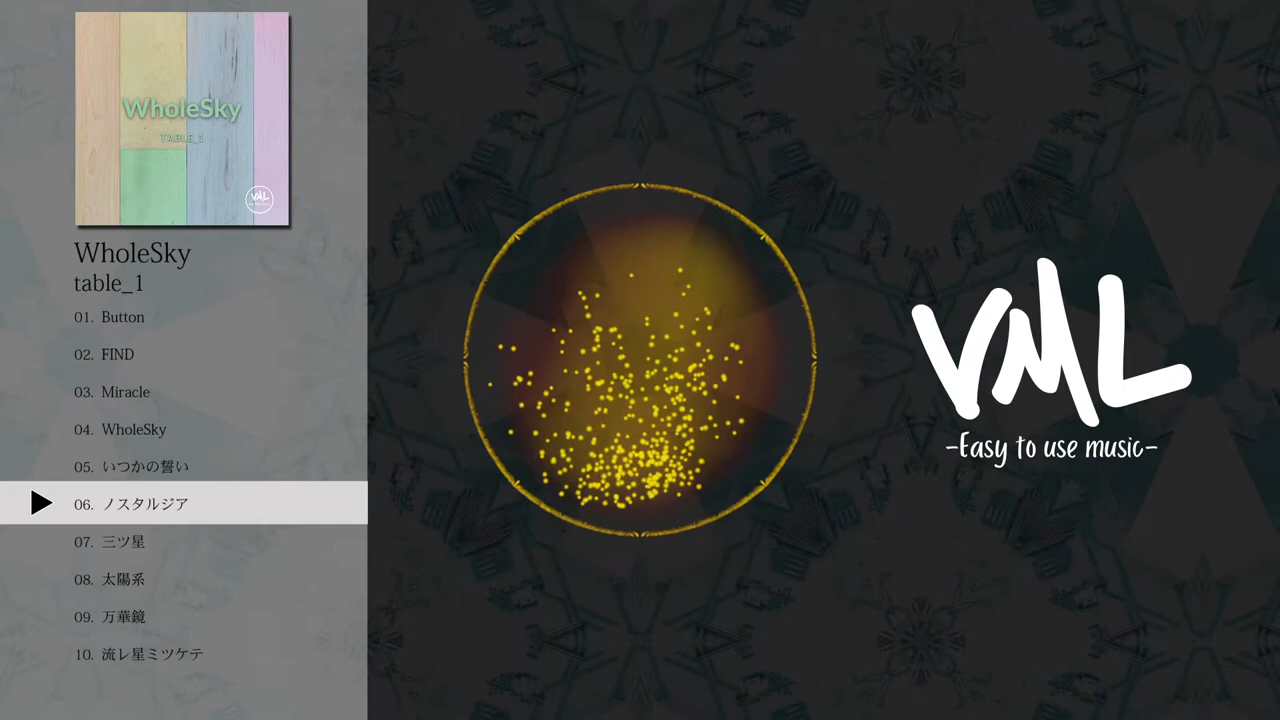 WholeSky
TABLE_1
VML
WholeSky
table_1
01. Button
02. FIND
03. Miracle
04. WholeSky
05. いつかの誓い
06. ノスタルジア
07. 三ツ星
08. 太陽系
09. 万華鏡
10. 流レ星ミツケテ
VML
-Easy to use music-